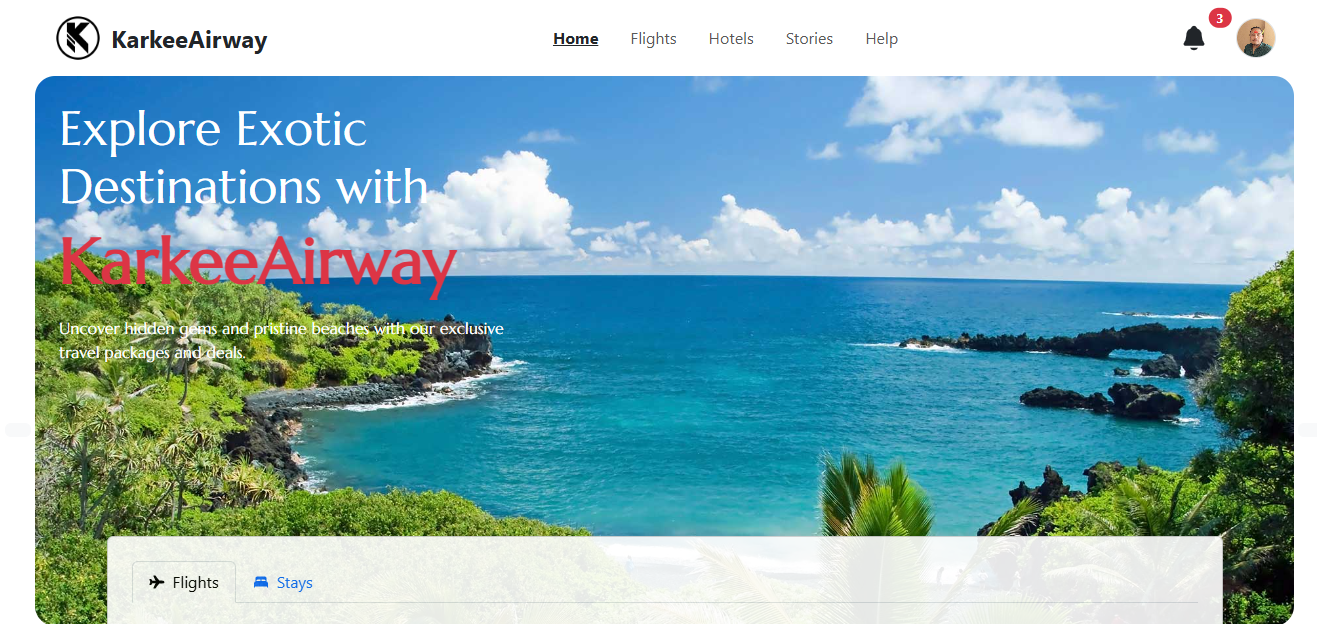 KarkeeAirway
Home Flights Hotels Stories Help
3
Explore Exotic
Destinations with
KarkeeAirway
Uncover hidden gems and pristine beaches with our exclusive
travel packages and deals.
Flights Stays